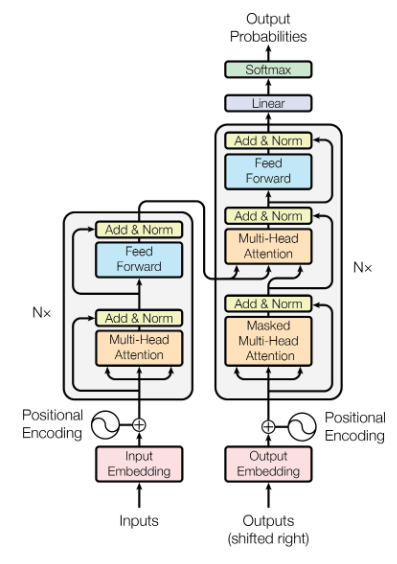 Output
Probabilities
Softmax
Linear
Add & Norm
Feed
Forward
Add & Norm
Multi-Head
Attention
Add & Norm
Masked
Multi-Head
Attention
Nx
Add & Norm
Feed
Forward
Add & Norm
Multi-Head
Attention
Nx
Positional
Encoding
Positional
Encoding
Input
Embedding
Output
Embedding
Inputs
Outputs
(shifted right)